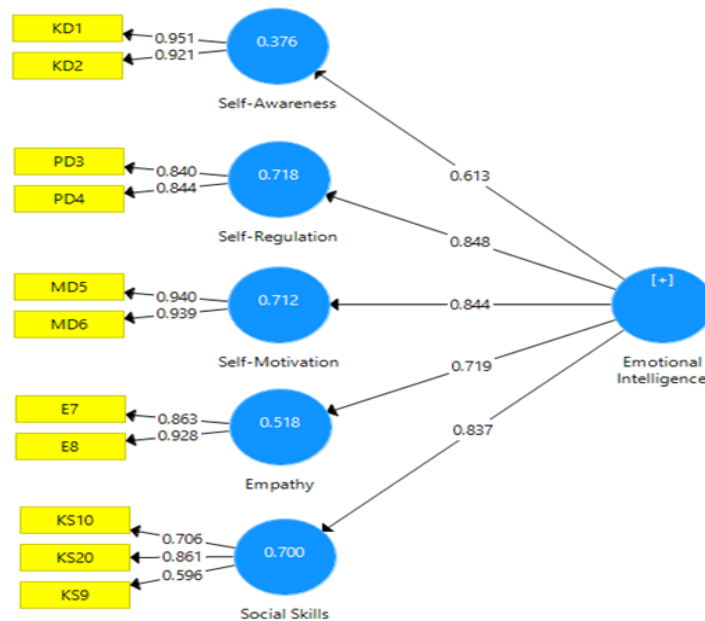 KD1
0.951
KD2
0.921
0.376
Self-Awareness
0.613
PD3
0.840
PD4
0.844
0.718
Self-Regulation
0.848
MD5
0.940
MD6
0.939
0.712
Self-Motivation
0.844
[+]
Emotional
Intelligence
E7
0.863
E8
0.928
0.518
Empathy
0.719
0.837
KS10
0.706
KS20
0.861
KS9
0.596
0.700
Social Skills